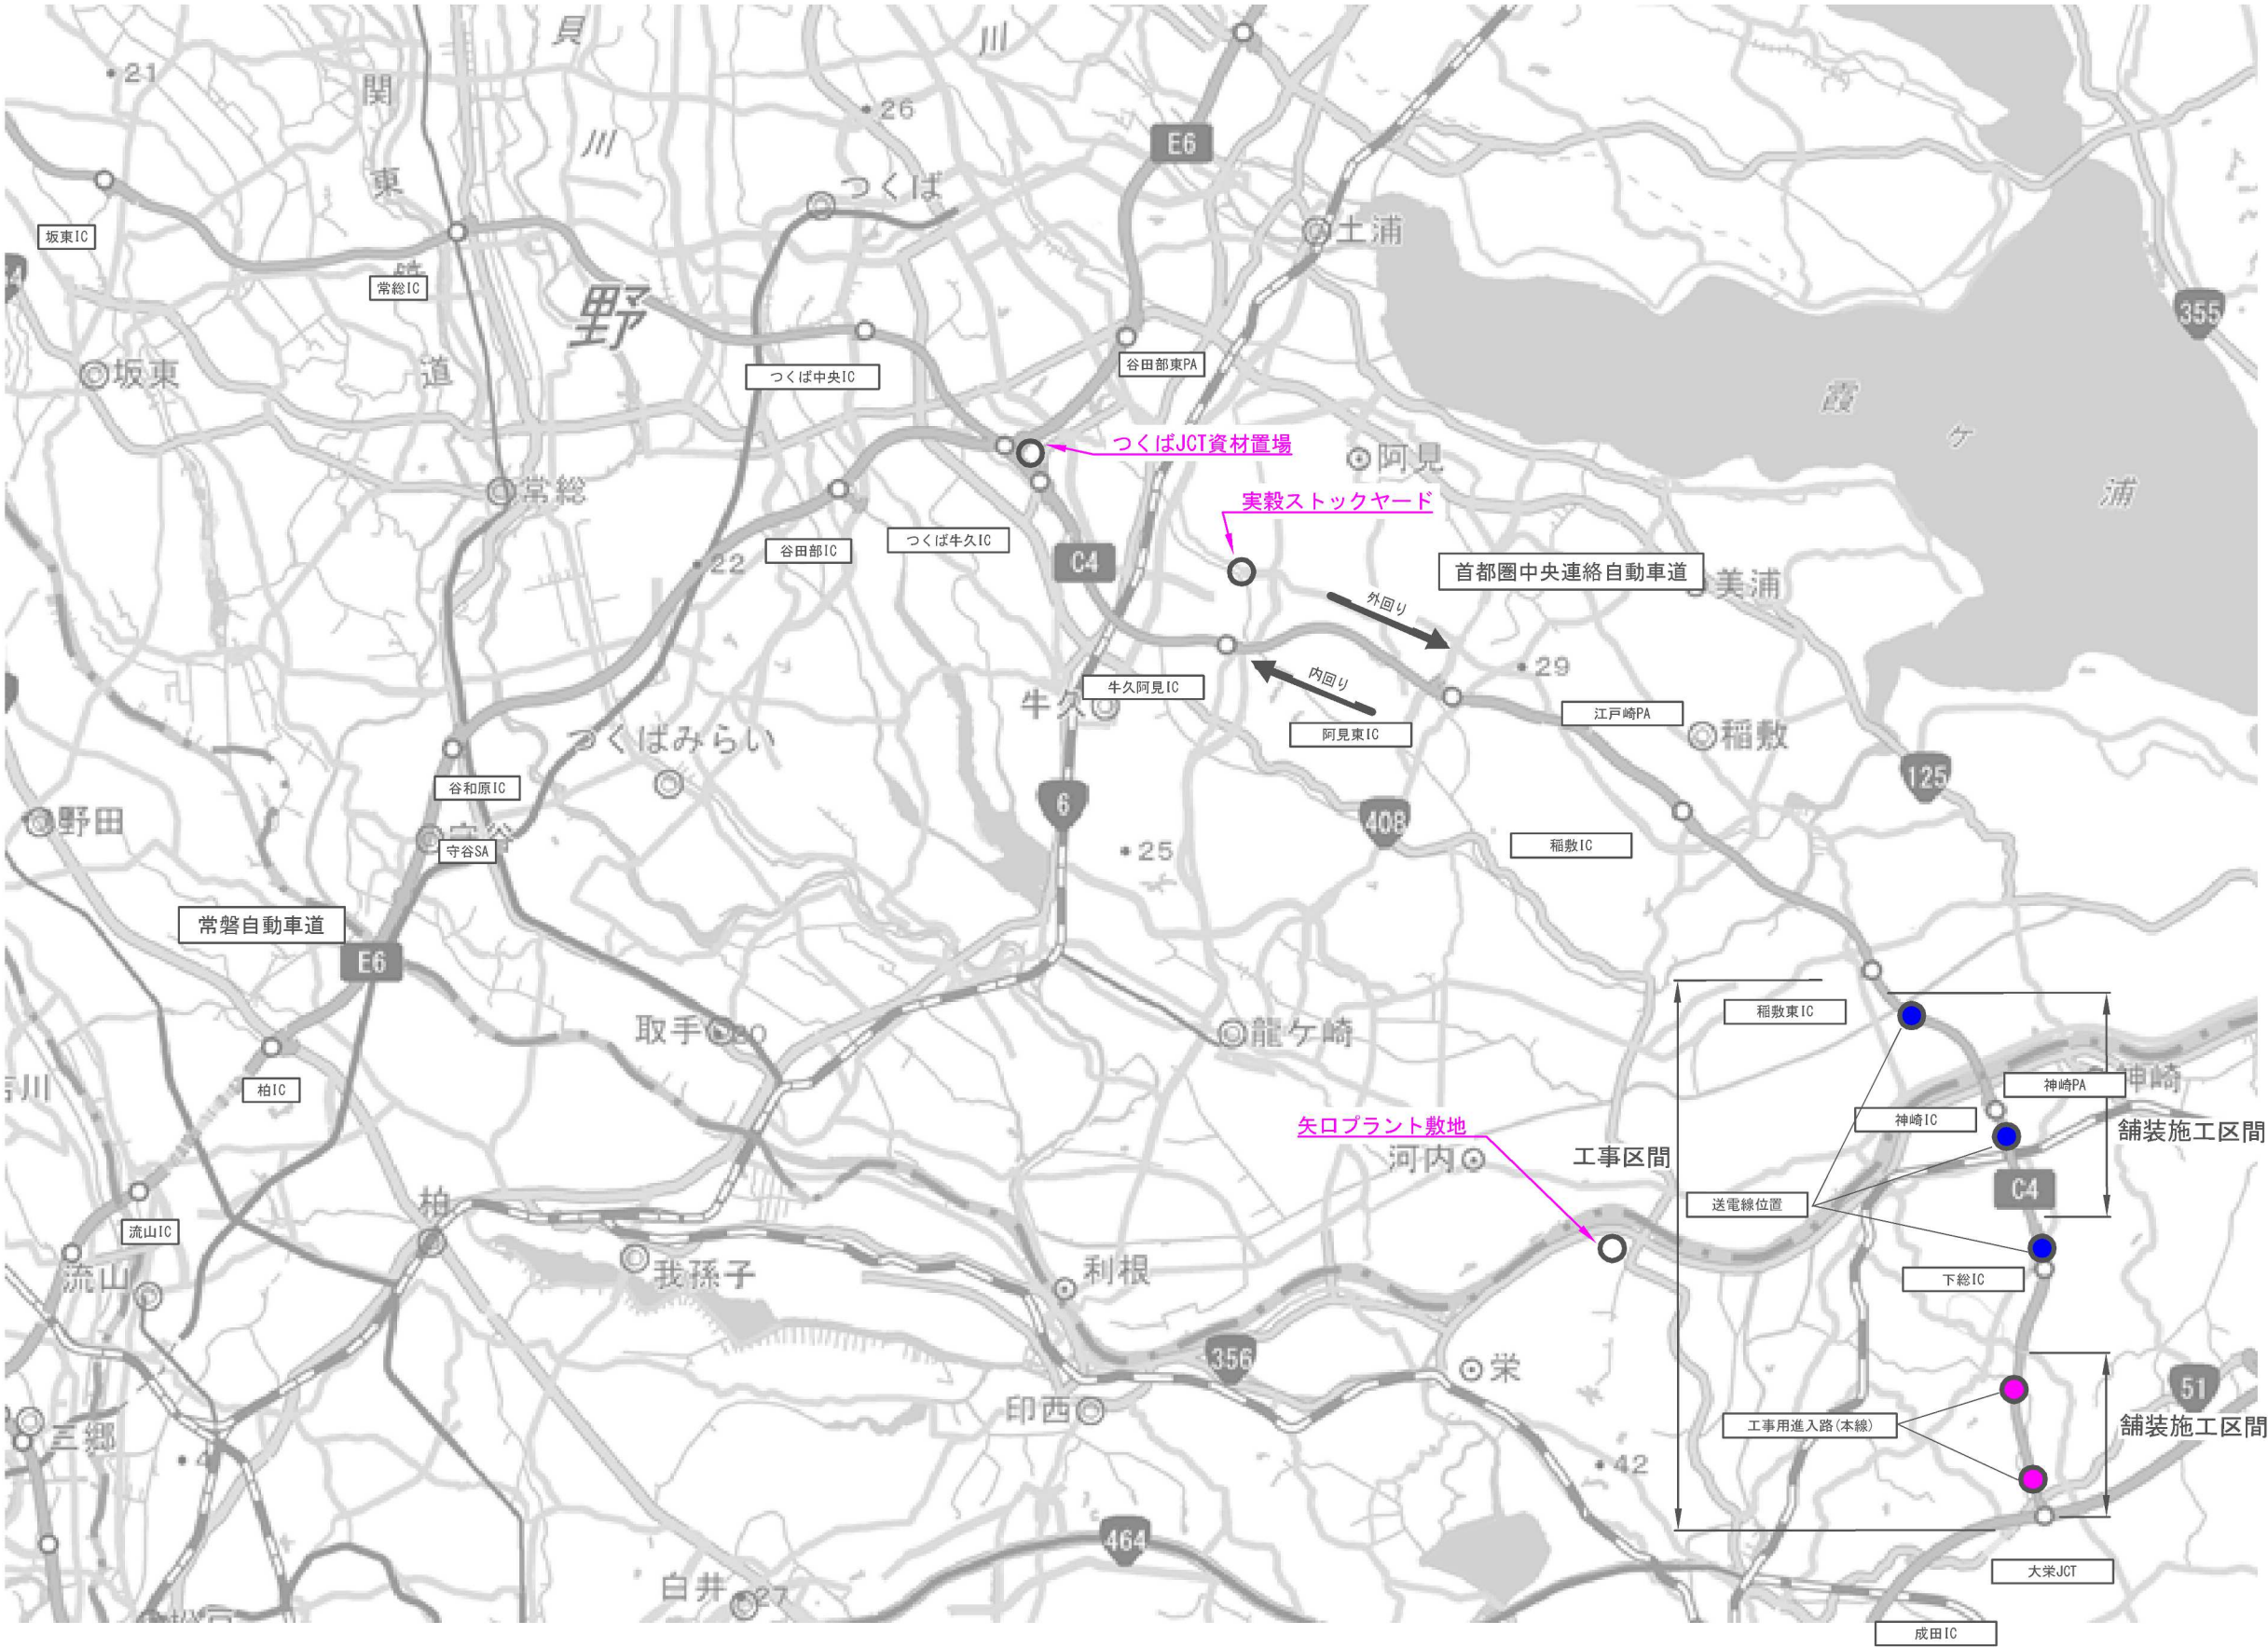 貝
川
21
関
26
川
E6
川
東
つくば
土浦
坂東IC
常総IC
野
355
谷田部東PA
坂東
道
つくば中央IC
霞
ケ
浦
つくばJCT資材置場
阿見
常総
実穀ストックヤード
つくば牛久IC
谷田部IC
22
C4
首都圏中央連絡自動車道
美浦
外回り
内回り
29
牛久阿見IC
牛久
江戸崎PA
阿見東IC
稲敷
つくばみらい
谷和原IC
125
6
408
野田
守谷SA
25
稲敷IC
常磐自動車道
E6
取手
龍ケ崎
稲敷東IC
柏IC
神崎PA
神崎
神崎IC
矢口プラント敷地
舗装施工区間
河内
工事区間
C4
送電線位置
柏
流山IC
流山
我孫子
利根
下総IC
356
栄
51
印西
工事用進入路(本線)
舗装施工区間
三郷
42
464
大栄JCT
白井
27
成田IC